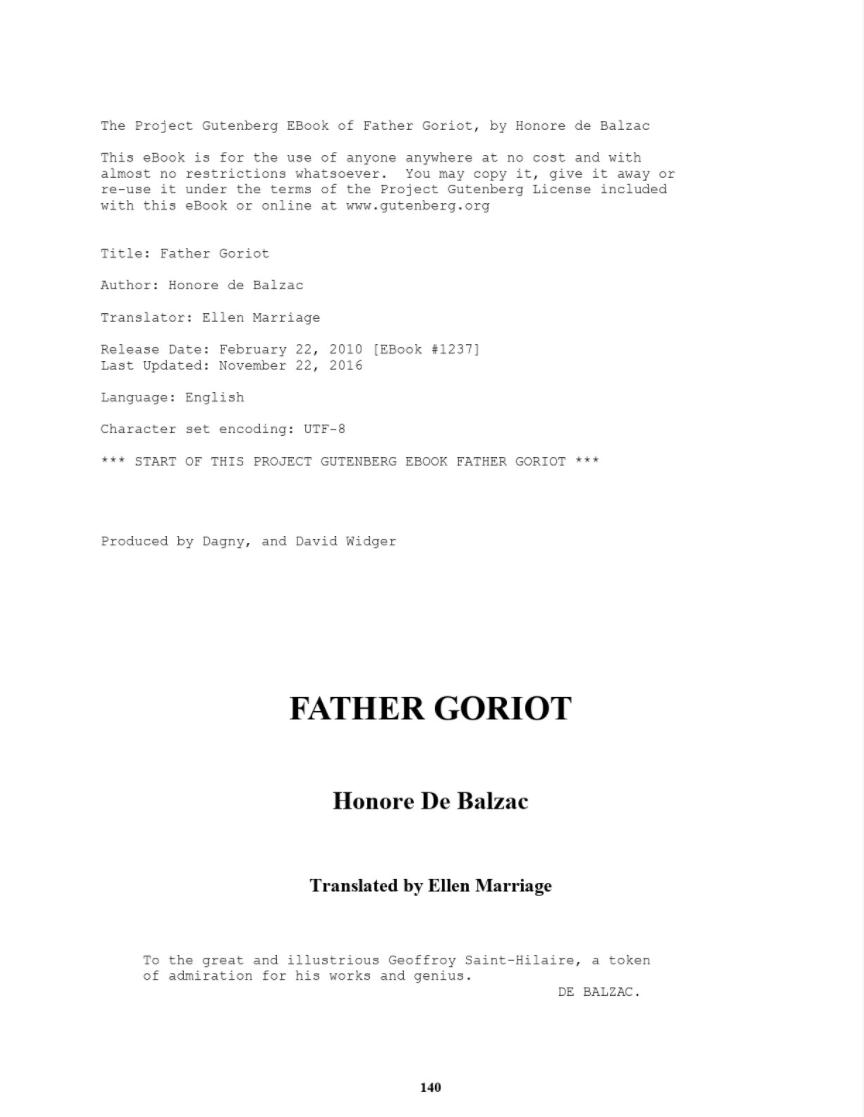 The Project Gutenberg EBook of Father Goriot, by Honore de Balzac
This eBook is for the use of anyone anywhere at no cost and with
almost no restrictions whatsoever.  You may copy it, give it away or
re-use it under the terms of the Project Gutenberg License included
with this eBook or online at www.gutenberg.org
Title: Father Goriot
Author: Honore de Balzac
Translator: Ellen Marriage
Release Date: February 22, 2010 [EBook #1237]
Last Updated: November 22, 2016
Language: English
Character set encoding: UTF-8
*** START OF THIS PROJECT GUTENBERG EBOOK FATHER GORIOT ***
Produced by Dagny, and David Widger
FATHER GORIOT
Honore De Balzac
Translated by Ellen Marriage
To the great and illustrious Geoffroy Saint-Hilaire, a token
of admiration for his works and genius.
DE BALZAC.
140